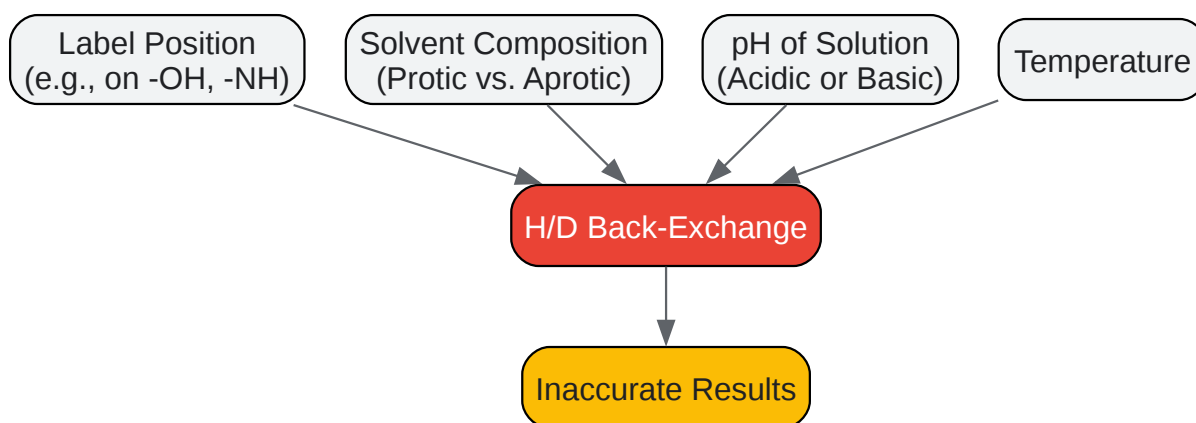 Label Position
(e.g., on -OH, -NH)
Solvent Composition
(Protic vs. Aprotic)
pH of Solution
(Acidic or Basic)
Temperature
H/D Back-Exchange
Inaccurate Results